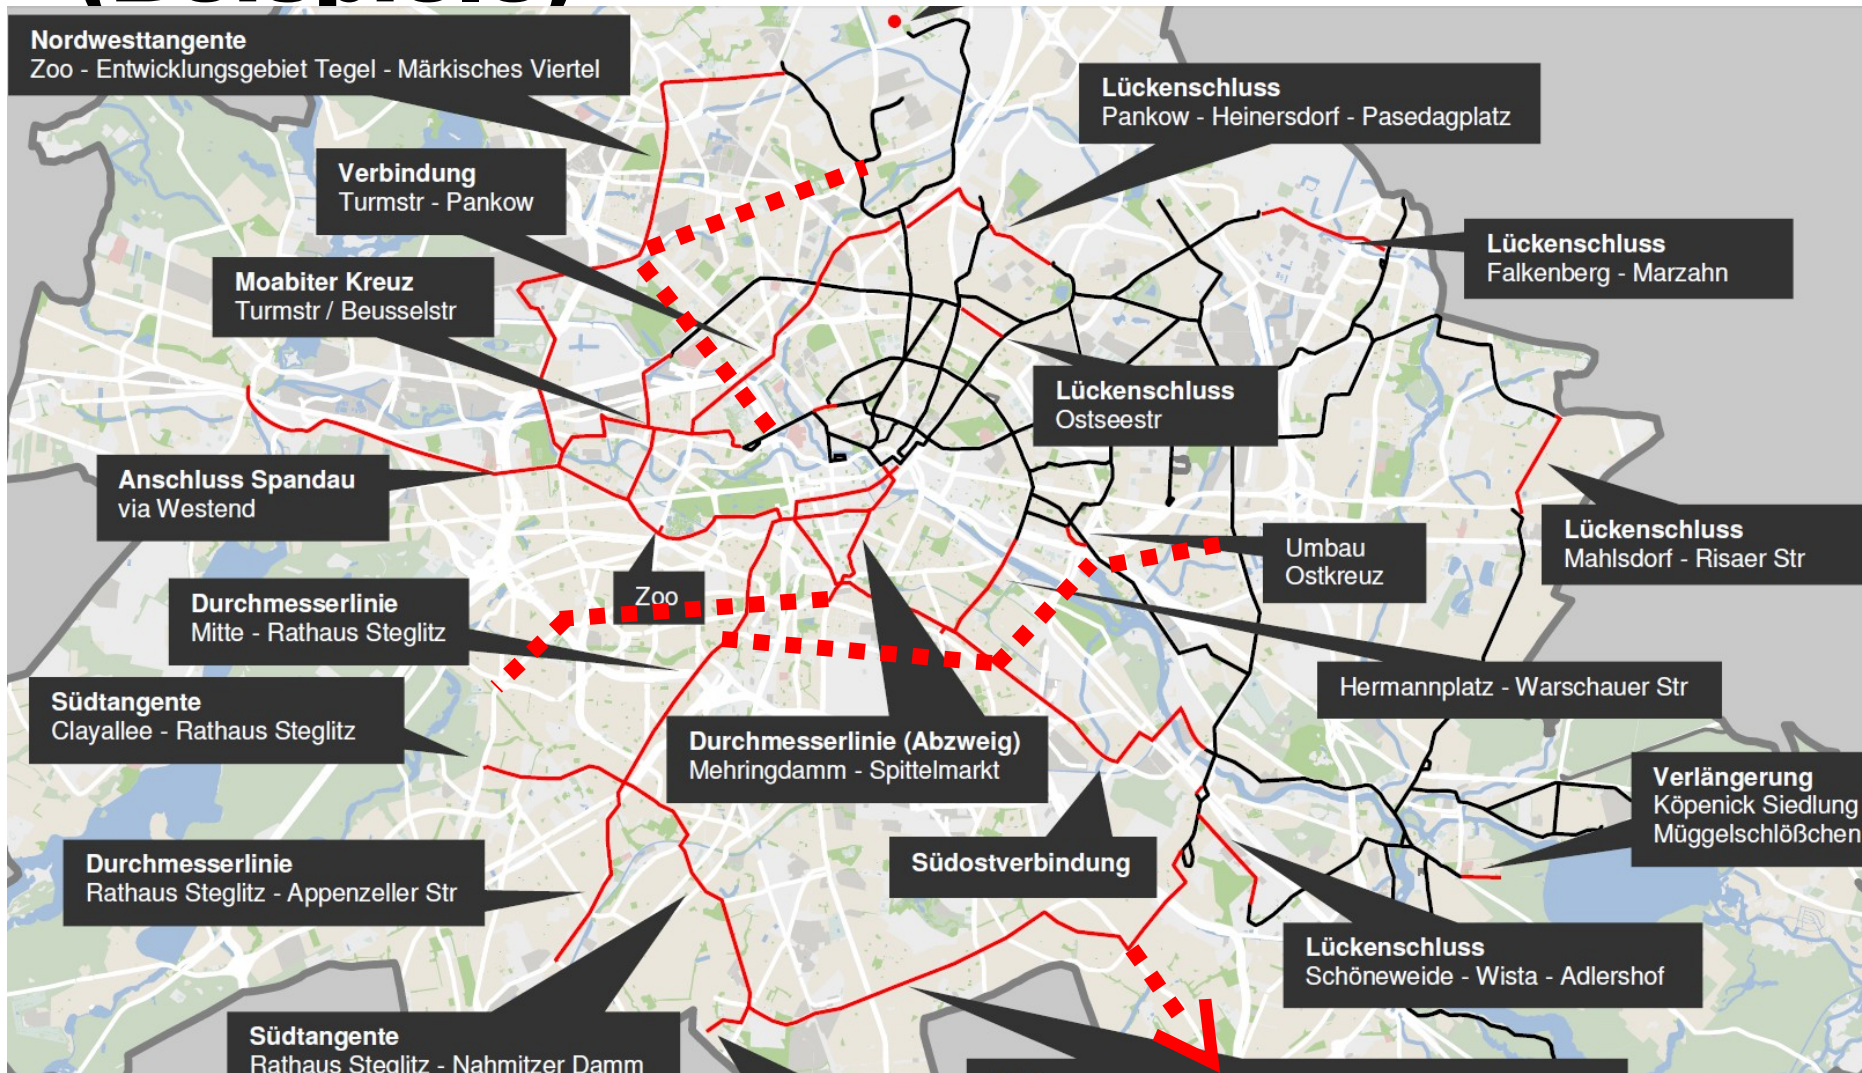 (Beispiele)
Nordwesttangente
Zoo - Entwicklungsgebiet Tegel - Märkisches Viertel
Lückenschluss
Pankow - Heinersdorf - Pasedagplatz
Verbindung
Turmstr - Pankow
Lückenschluss
Falkenberg - Marzahn
Moabiter Kreuz
Turmstr / Beusselstr
Lückenschluss
Ostseestr
Anschluss Spandau
via Westend
Lückenschluss
Mahlsdorf - Risaer Str
Umbau
Ostkreuz
Zoo
Durchmesserlinie
Mitte - Rathaus Steglitz
Hermannplatz - Warschauer Str
Südtangente
Clayallee - Rathaus Steglitz
Durchmesserlinie (Abzweig)
Mehringdamm - Spittelmarkt
Verlängerung
Köpenick Siedlung
Müggelschlößchen
Südostverbindung
Durchmesserlinie
Rathaus Steglitz - Appenzeller Str
Lückenschluss
Schöneweide - Wista - Adlershof
Südtangente
Rathaus Steglitz - Nahmitzer Damm